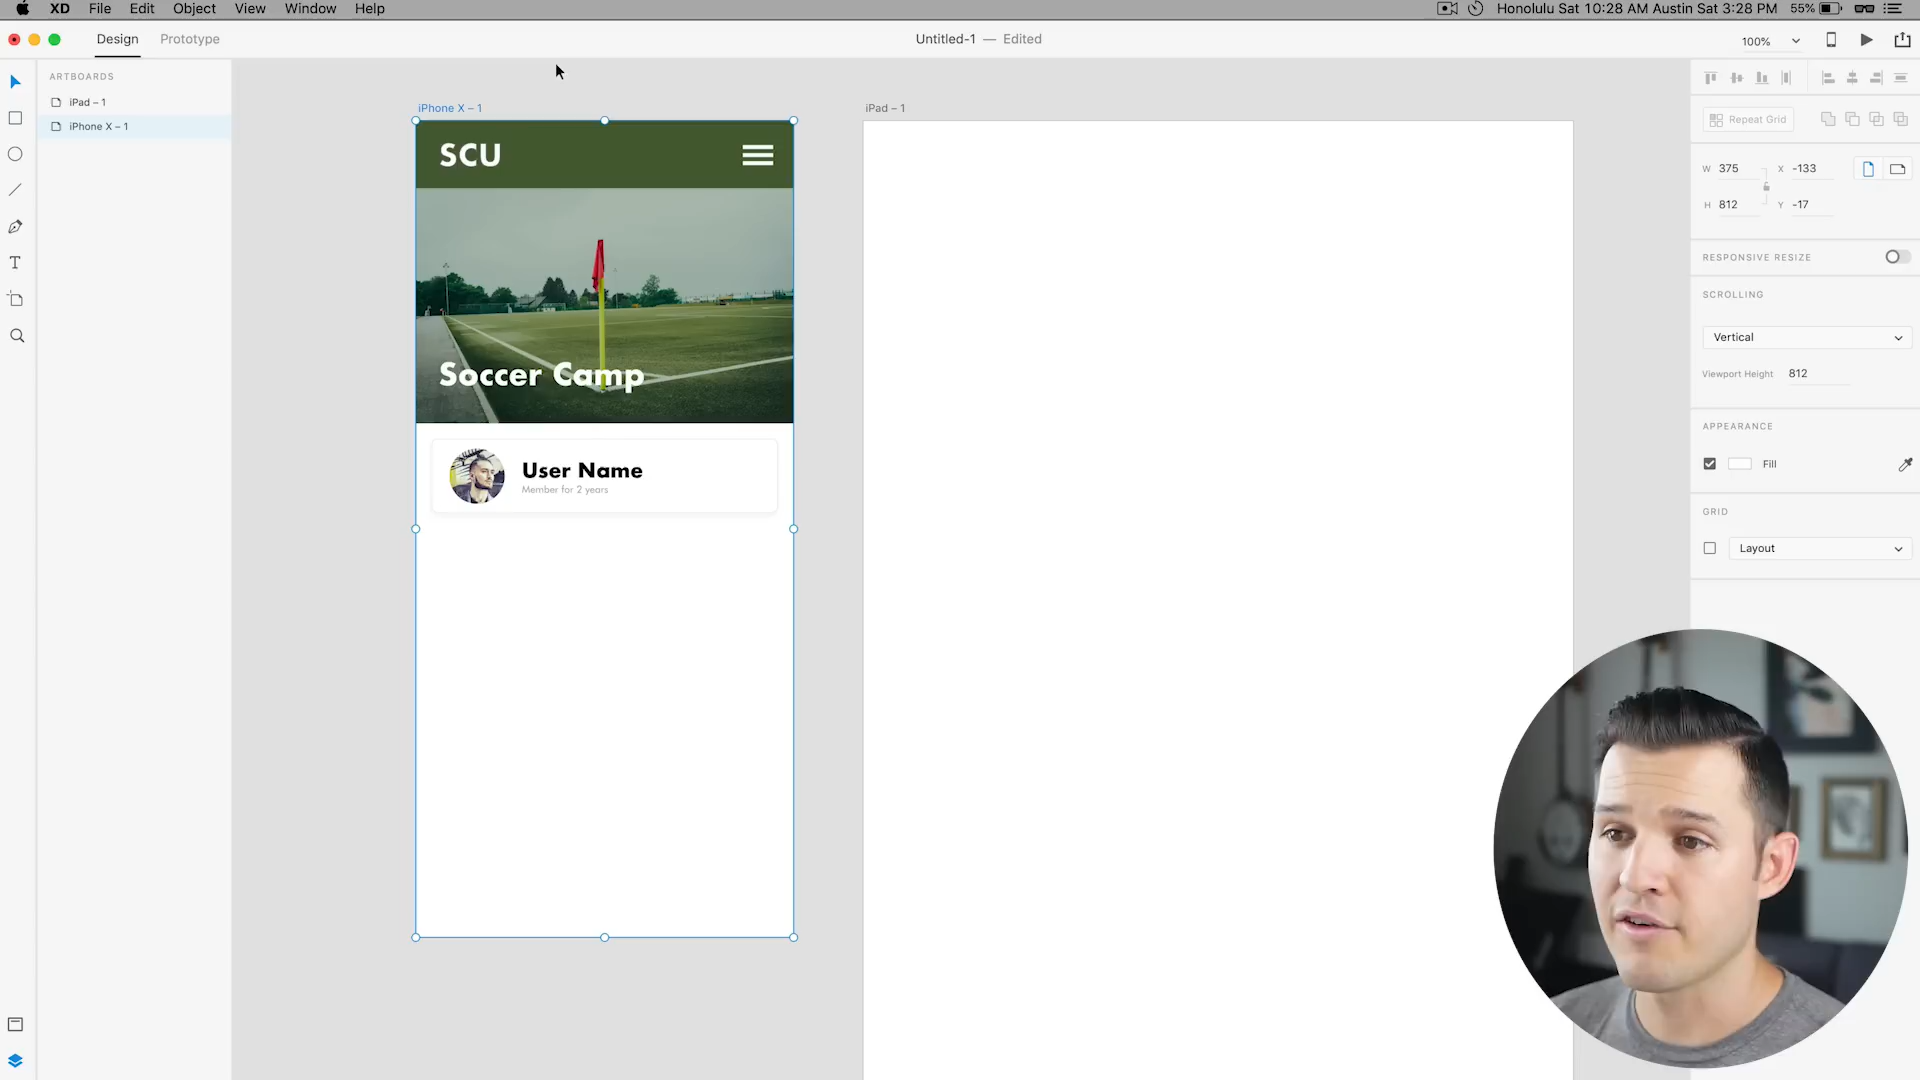 XD File Edit Object View Window Help
Honolulu Sat 10:28 AM Austin Sat 3:28 PM 55%
Design Prototype
Untitled-1 — Edited
100%
ARTBOARDS
iPad – 1
iPhone X – 1
iPhone X – 1
iPad – 1
SCU
Soccer Camp
User Name
Member for 2 years
Repeat Grid
W 375 X -133
H 812 Y -17
RESPONSIVE RESIZE
SCROLLING
Vertical
Viewport Height 812
APPEARANCE
Fill
GRID
Layout